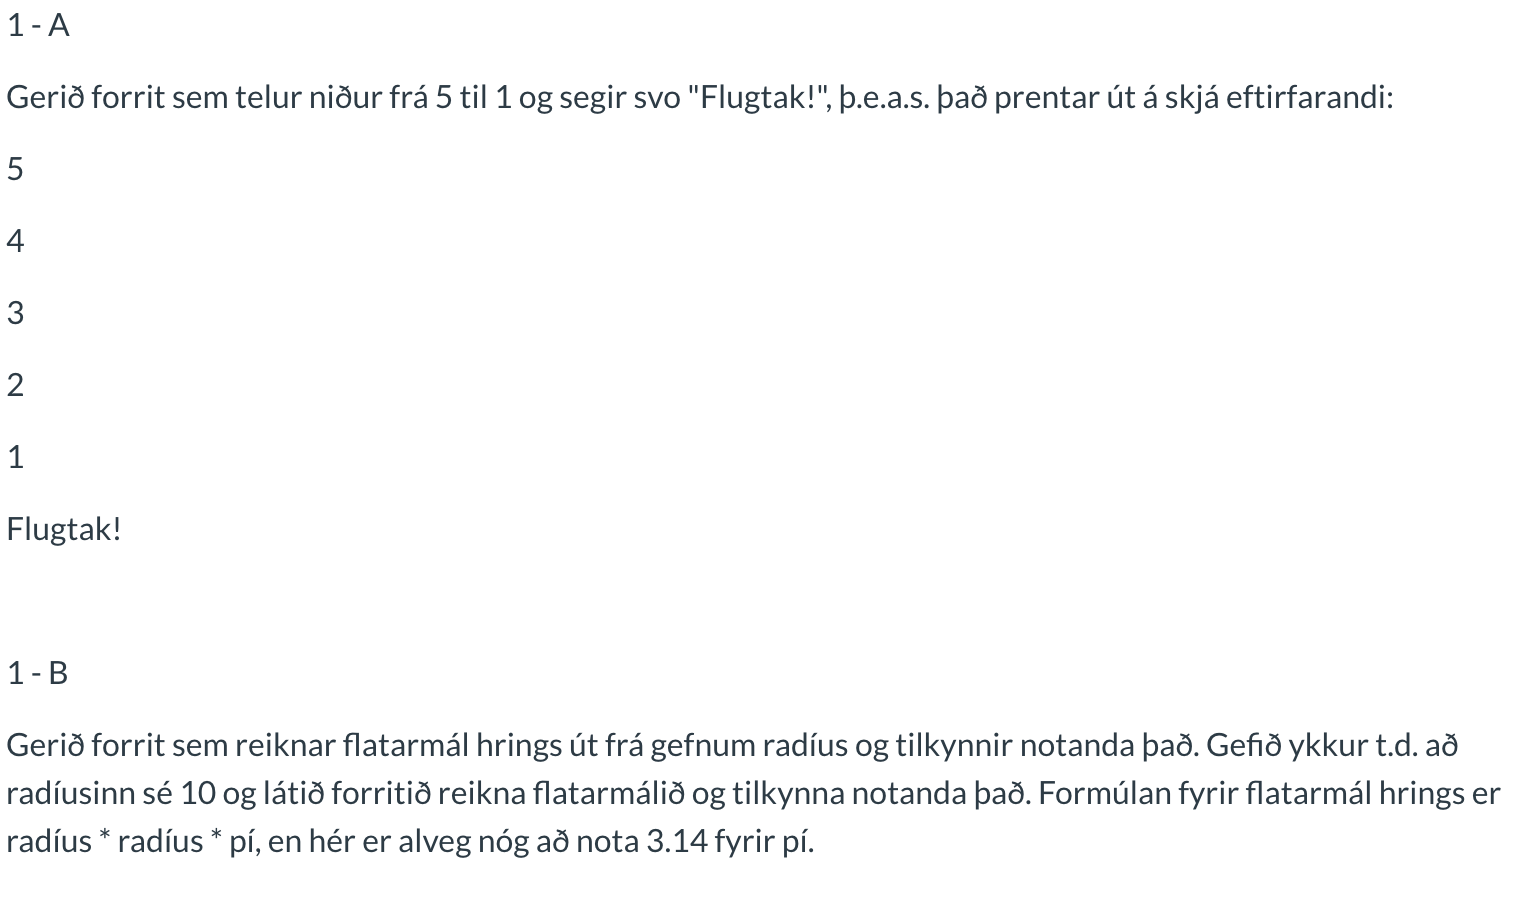 1 - A
Gerið forrit sem telur niður frá 5 til 1 og segir svo "Flugtak!", þ.e.a.s. það prentar út á skjá eftirfarandi:
5
4
3
2
1
Flugtak!
1 - B
Gerið forrit sem reiknar flatarmál hrings út frá gefnum radíus og tilkynnir notanda það. Gefið ykkur t.d. að
radíusinn sé 10 og látið forritið reikna flatarmálið og tilkynna notanda það. Formúlan fyrir flatarmál hrings er
radíus * radíus * pí, en hér er alveg nóg að nota 3.14 fyrir pí.